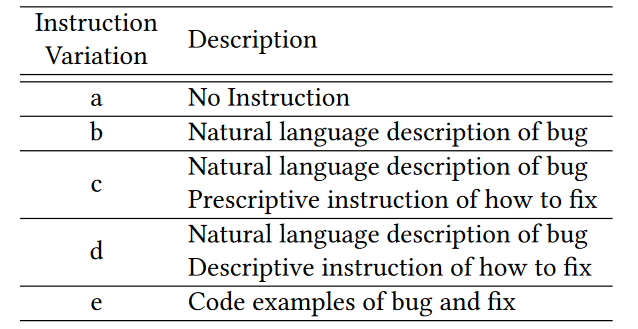 Instruction Variation Description
a No Instruction
b Natural language description of bug
c Natural language description of bug
Prescriptive instruction of how to fix
d Natural language description of bug
Descriptive instruction of how to fix
e Code examples of bug and fix